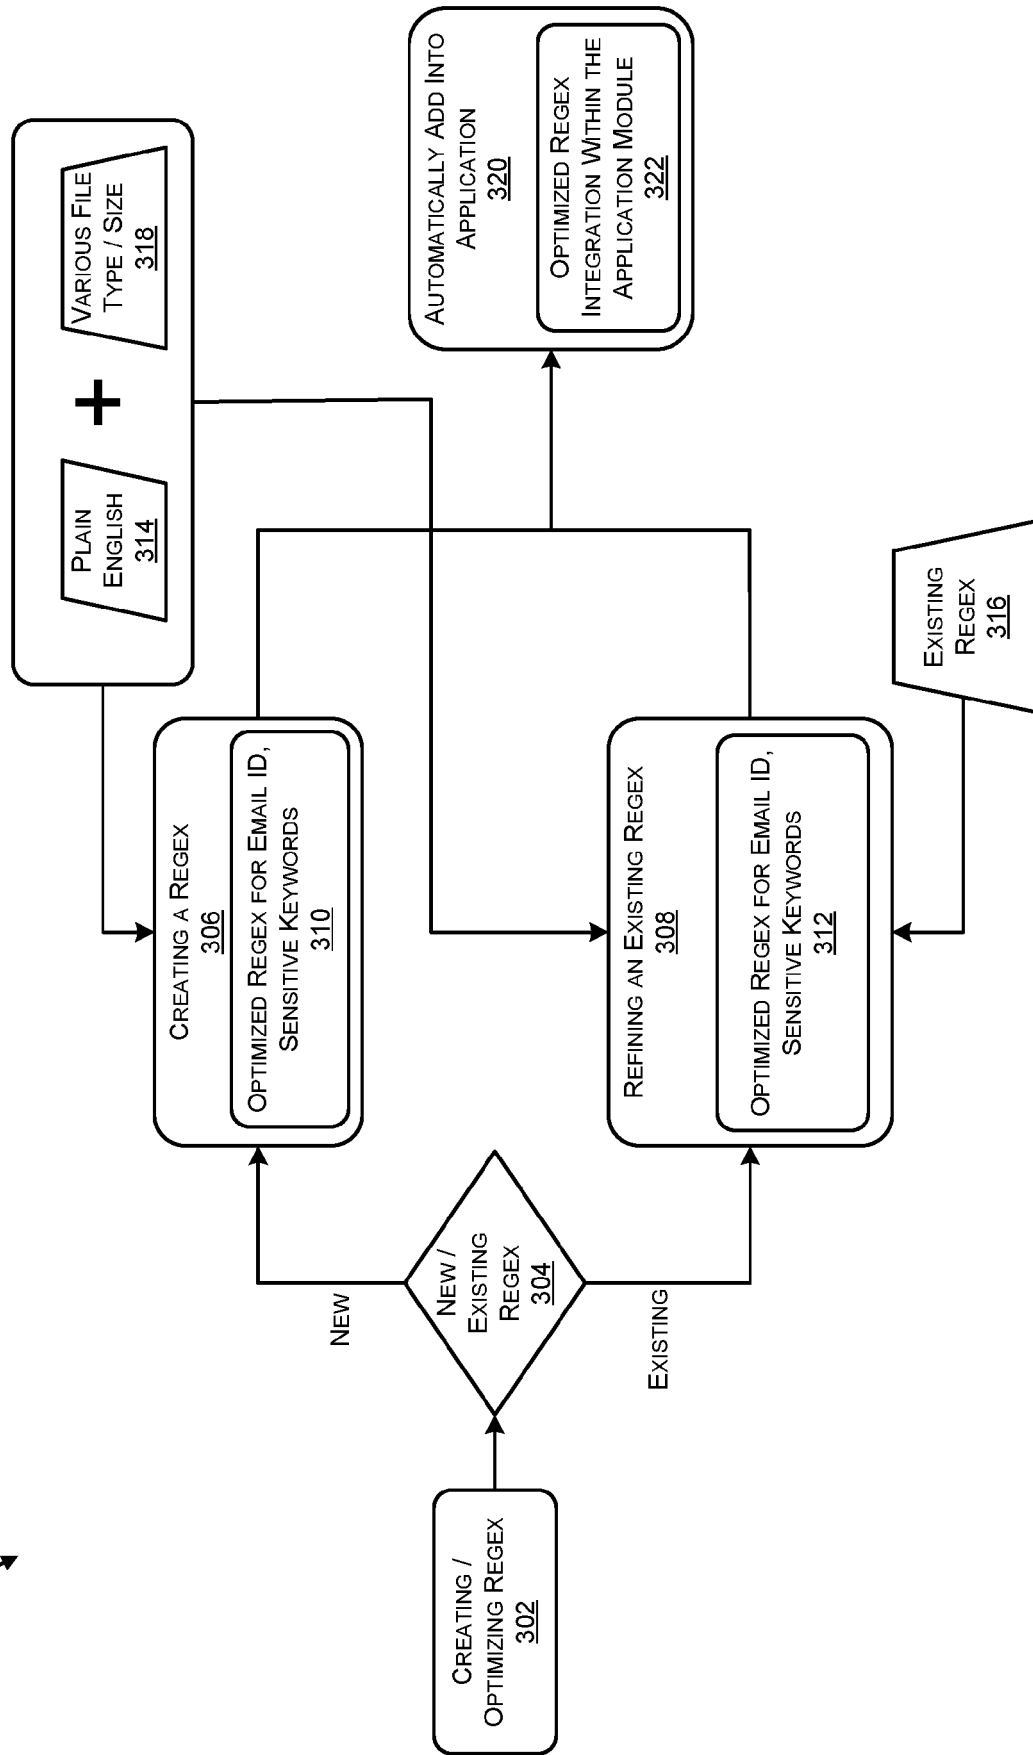 CREATING /
OPTIMIZING REGEX
302
NEW /
EXISTING
REGEX
304
NEW
EXISTING
CREATING A REGEX
306
OPTIMIZED REGEX FOR EMAIL ID,
SENSITIVE KEYWORDS
310
REFINING AN EXISTING REGEX
308
OPTIMIZED REGEX FOR EMAIL ID,
SENSITIVE KEYWORDS
312
PLAIN
ENGLISH
314
+
VARIOUS FILE
TYPE / SIZE
318
EXISTING
REGEX
316
AUTOMATICALLY ADD INTO
APPLICATION
320
OPTIMIZED REGEX
INTEGRATION WITHIN THE
APPLICATION MODULE
322